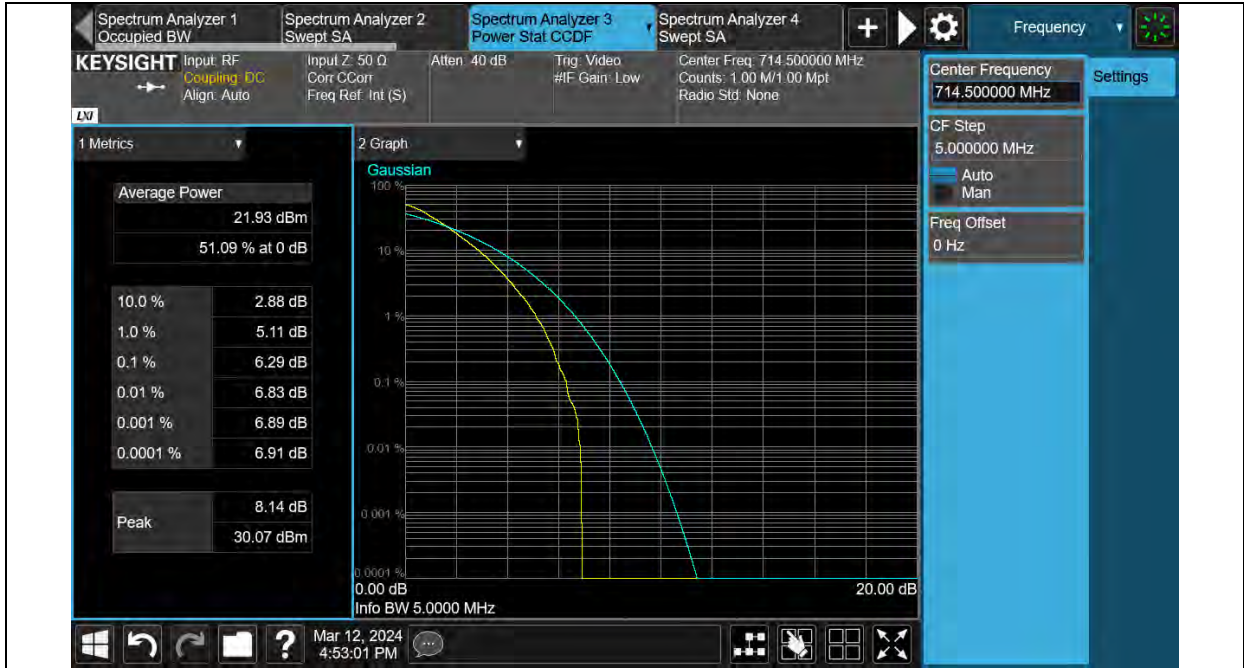 Spectrum Analyzer 1
Occupied BW
Spectrum Analyzer 2
Swept SA
Spectrum Analyzer 3
Power Stat CCDF
Spectrum Analyzer 4
Swept SA
+
Frequency
KEYSIGHT
LXI
Input: RF
Coupling: DC
Align: Auto
Input Z: 50 Ω
Corr CCorr
Freq Ref: Int (S)
Atten: 40 dB
Trig: Video
#IF Gain: Low
Center Freq: 714.500000 MHz
Counts: 1.00 M/1.00 Mpt
Radio Std: None
Center Frequency
714.500000 MHz
Settings
CF Step
5.000000 MHz
Auto
Man
Freq Offset
0 Hz
1 Metrics
Average Power
21.93 dBm
51.09 % at 0 dB
10.0 % 2.88 dB
1.0 % 5.11 dB
0.1 % 6.29 dB
0.01 % 6.83 dB
0.001 % 6.89 dB
0.0001 % 6.91 dB
Peak
8.14 dB
30.07 dBm
2 Graph
Gaussian
100 %
10 %
1 %
0.1 %
0.01 %
0.001 %
0.0001 %
0.00 dB
20.00 dB
Info BW 5.0000 MHz
?
Mar 12, 2024
4:53:01 PM